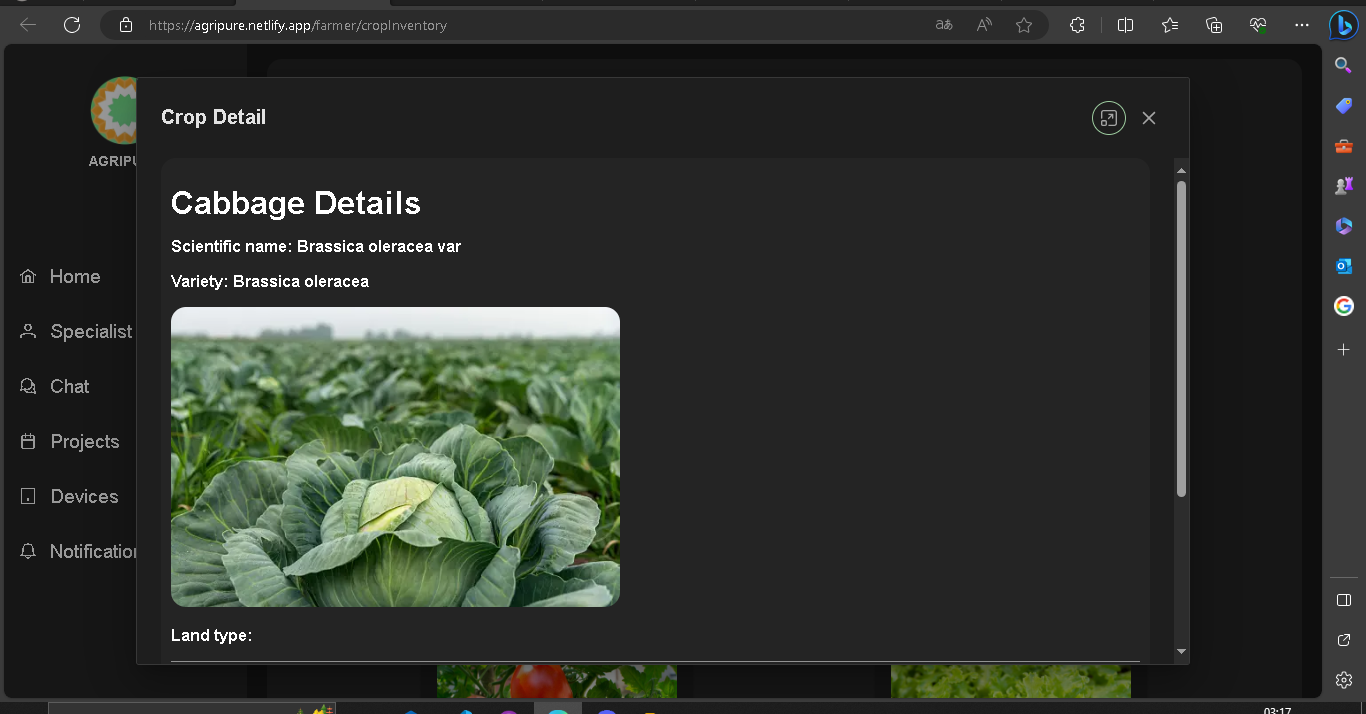 https://agripure.netlify.app/farmer/cropInventory
Crop Detail
AGRIPU
Cabbage Details
Scientific name: Brassica oleracea var
Variety: Brassica oleracea
Home
Specialist
Chat
Projects
Devices
Notification
Land type:
03:17